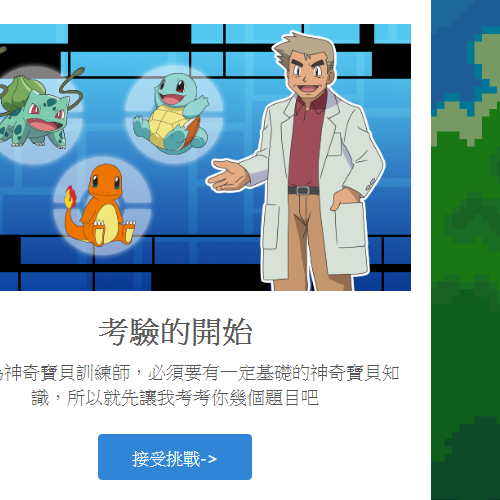 考驗的開始
為神奇寶貝訓練師，必須要有一定基礎的神奇寶貝知
識，所以就先讓我考考你幾個題目吧
接受挑戰->